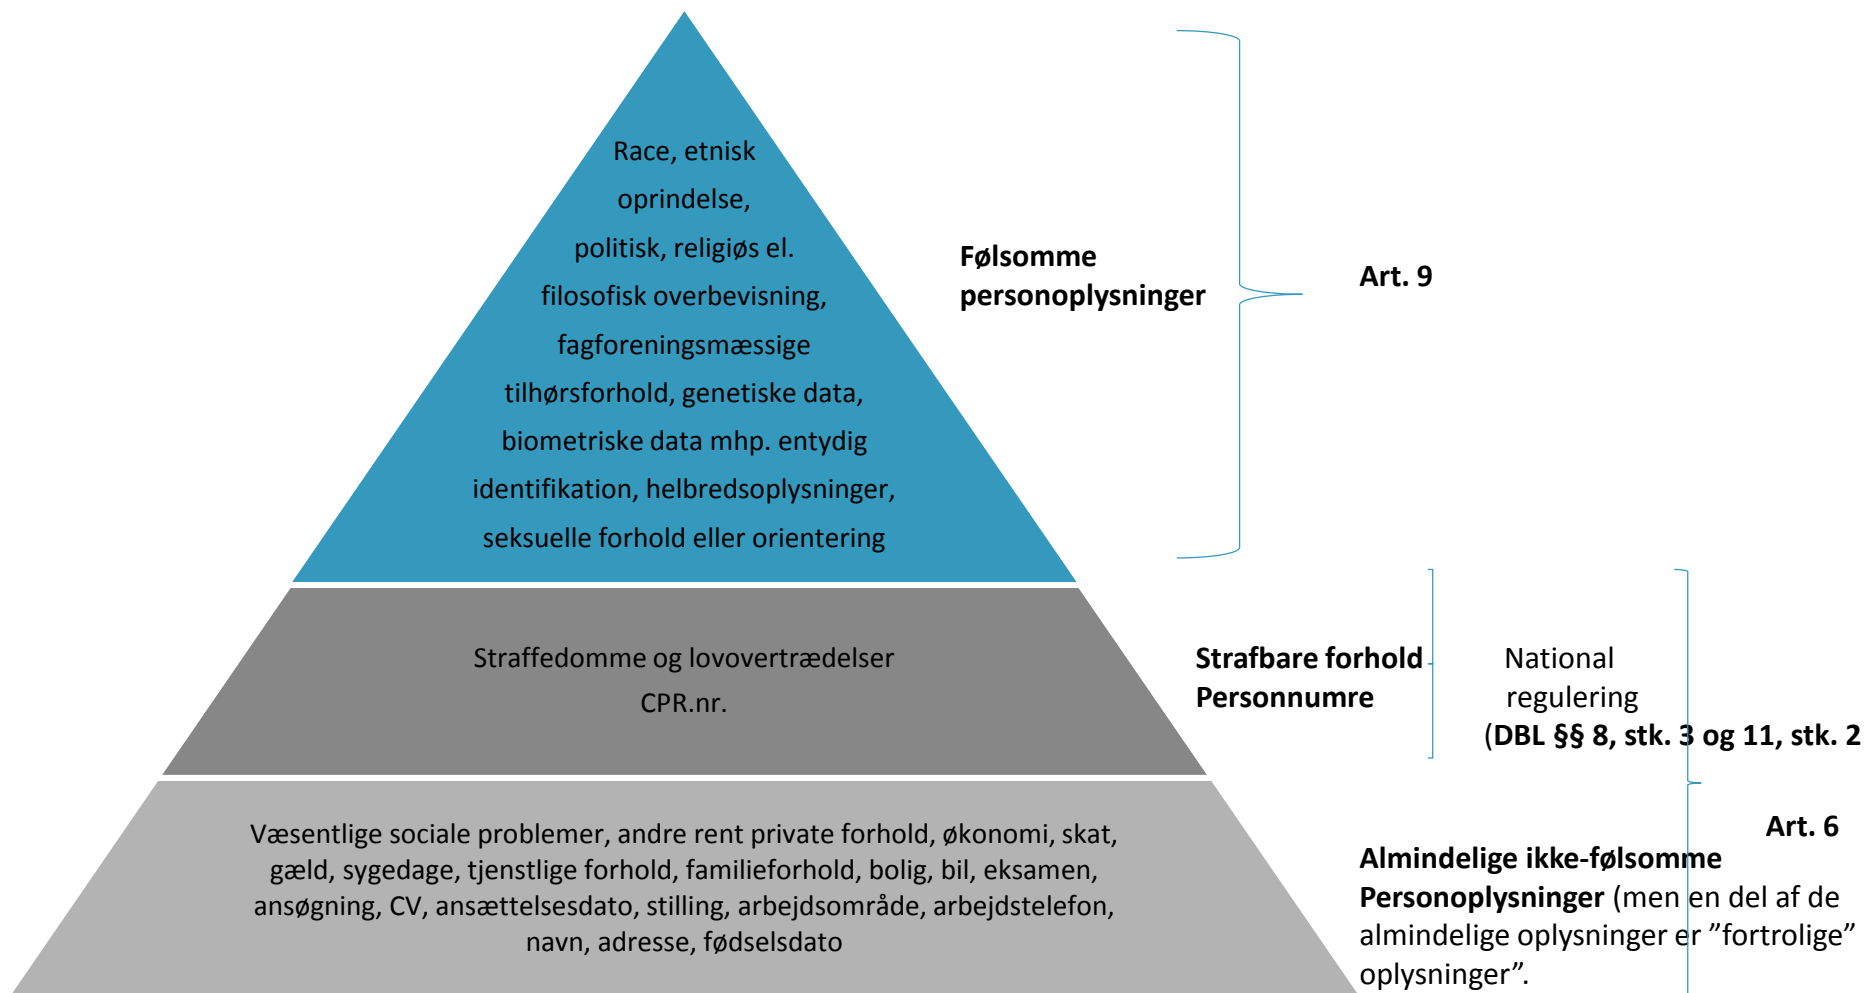 Race, etnisk
oprindelse,
politisk, religiøs el.
filosofisk overbevisning,
fagforeningsmæssige
tilhørsforhold, genetiske data,
biometriske data mhp. entydig
identifikation, helbredsoplysninger,
seksuelle forhold eller orientering
Følsomme
personoplysninger
Art. 9
Straffedomme og lovovertrædelser
CPR.nr.
Strafbare forhold
Personnumre
National
regulering
(DBL §§ 8, stk. 3 og 11, stk. 2
Væsentlige sociale problemer, andre rent private forhold, økonomi, skat,
gæld, sygedage, tjenstlige forhold, familieforhold, bolig, bil, eksamen,
ansøgning, CV, ansættelsesdato, stilling, arbejdsområde, arbejdstelefon,
navn, adresse, fødselsdato
Art. 6
Almindelige ikke-følsomme
Personoplysninger (men en del af de
almindelige oplysninger er ”fortrolige”
oplysninger”.